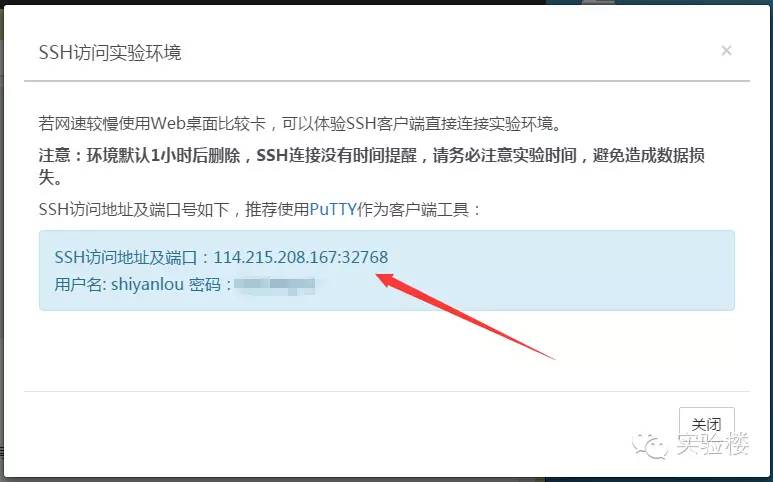 SSH访问实验环境
×
若网速较慢使用Web桌面比较卡，可以体验SSH客户端直接连接实验环境。
注意：环境默认1小时后删除，SSH连接没有时间提醒，请务必注意实验时间，避免造成数据损
失。
SSH访问地址及端口号如下，推荐使用PuTTY作为客户端工具：
SSH访问地址及端口：114.215.208.167:32768
用户名: shiyanlou 密码：
关闭
实验楼